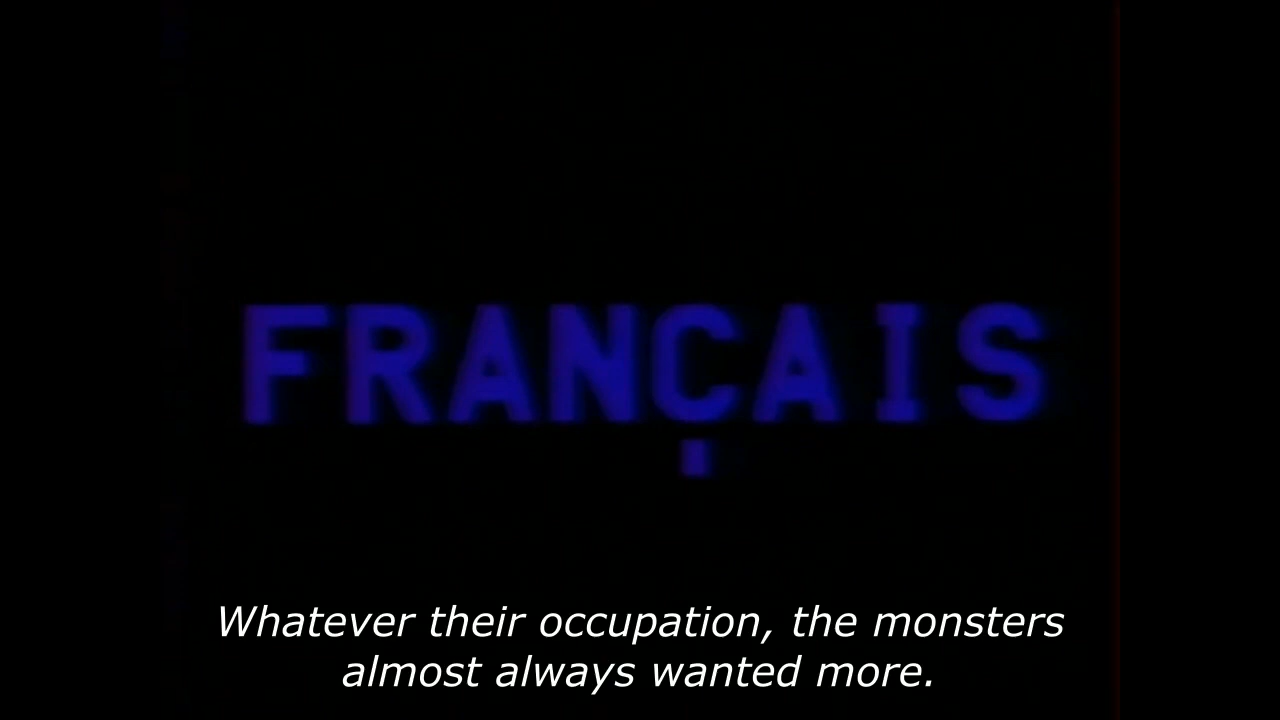 FRANÇAIS
Whatever their occupation, the monsters
almost always wanted more.